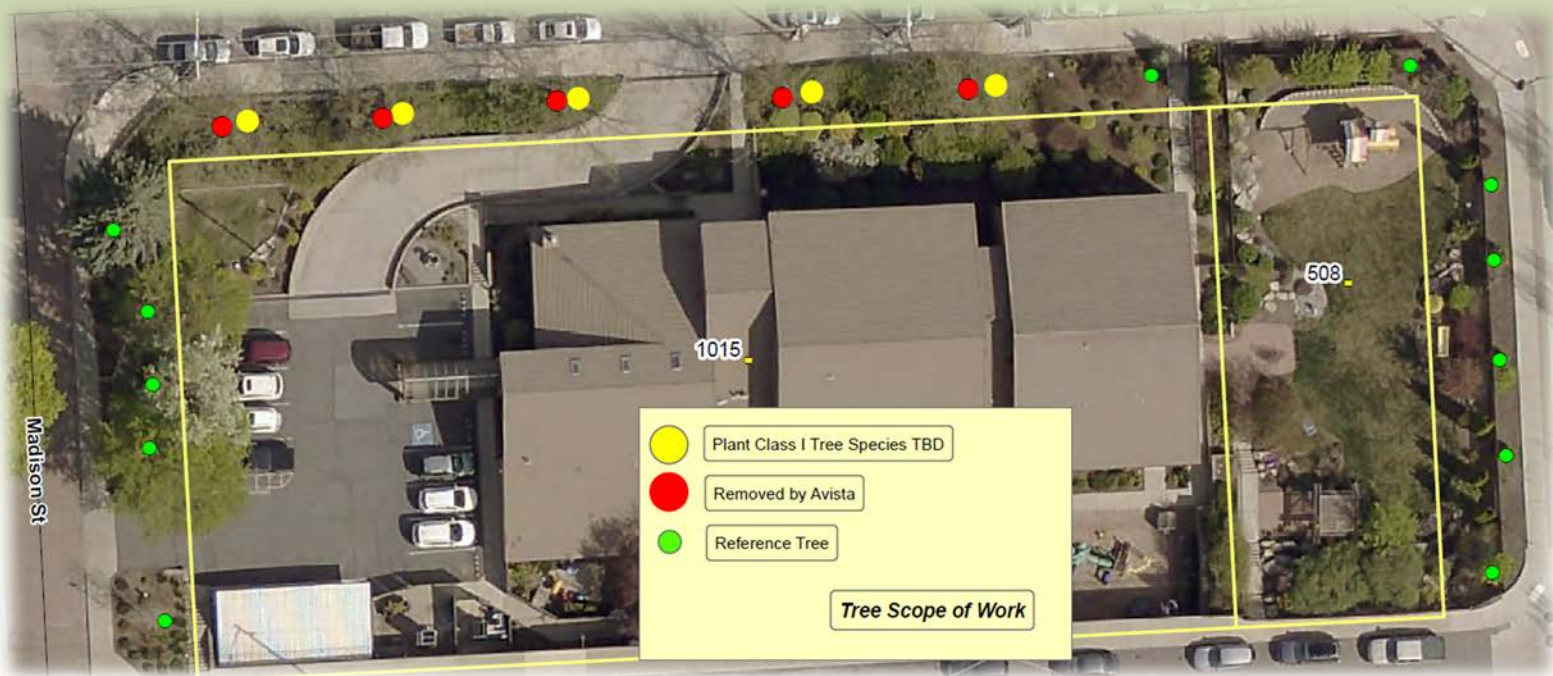 508
1015
Madison St
Plant Class I Tree Species TBD
Removed by Avista
Reference Tree
Tree Scope of Work